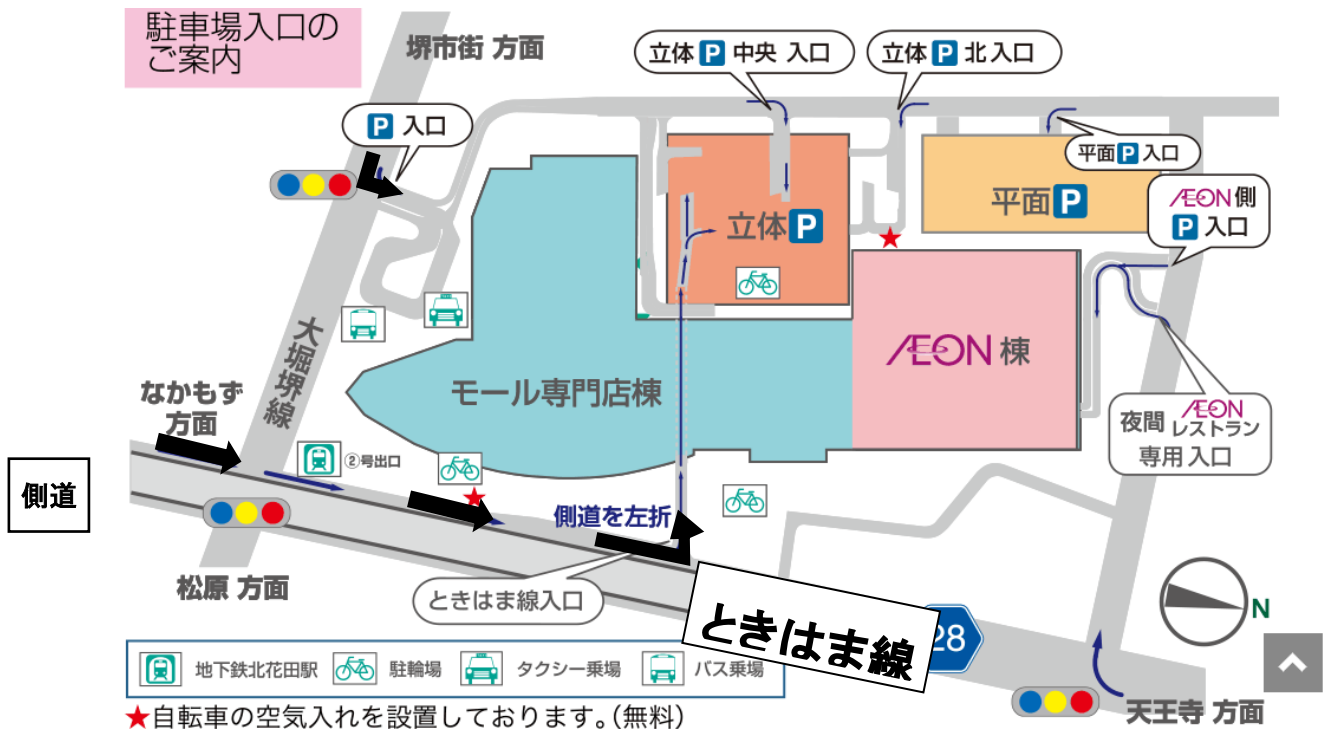 駐車場入口の
ご案内
堺市街 方面
立体 P 中央 入口
立体 P 北 入口
P 入口
平面 P 入口
ÆON 側
P 入口
平面 P
立体 P
大堀堺線
ÆON 棟
モール専門店棟
なかもず
方面
夜間 ÆON
レストラン
専用 入口
②号出口
側道
側道を左折
ときはま線入口
ときはま線
28
松原 方面
N
地下鉄北花田駅 駐輪場 タクシー乗場 バス乗場
天王寺 方面
★自転車の空気入れを設置しております。(無料)